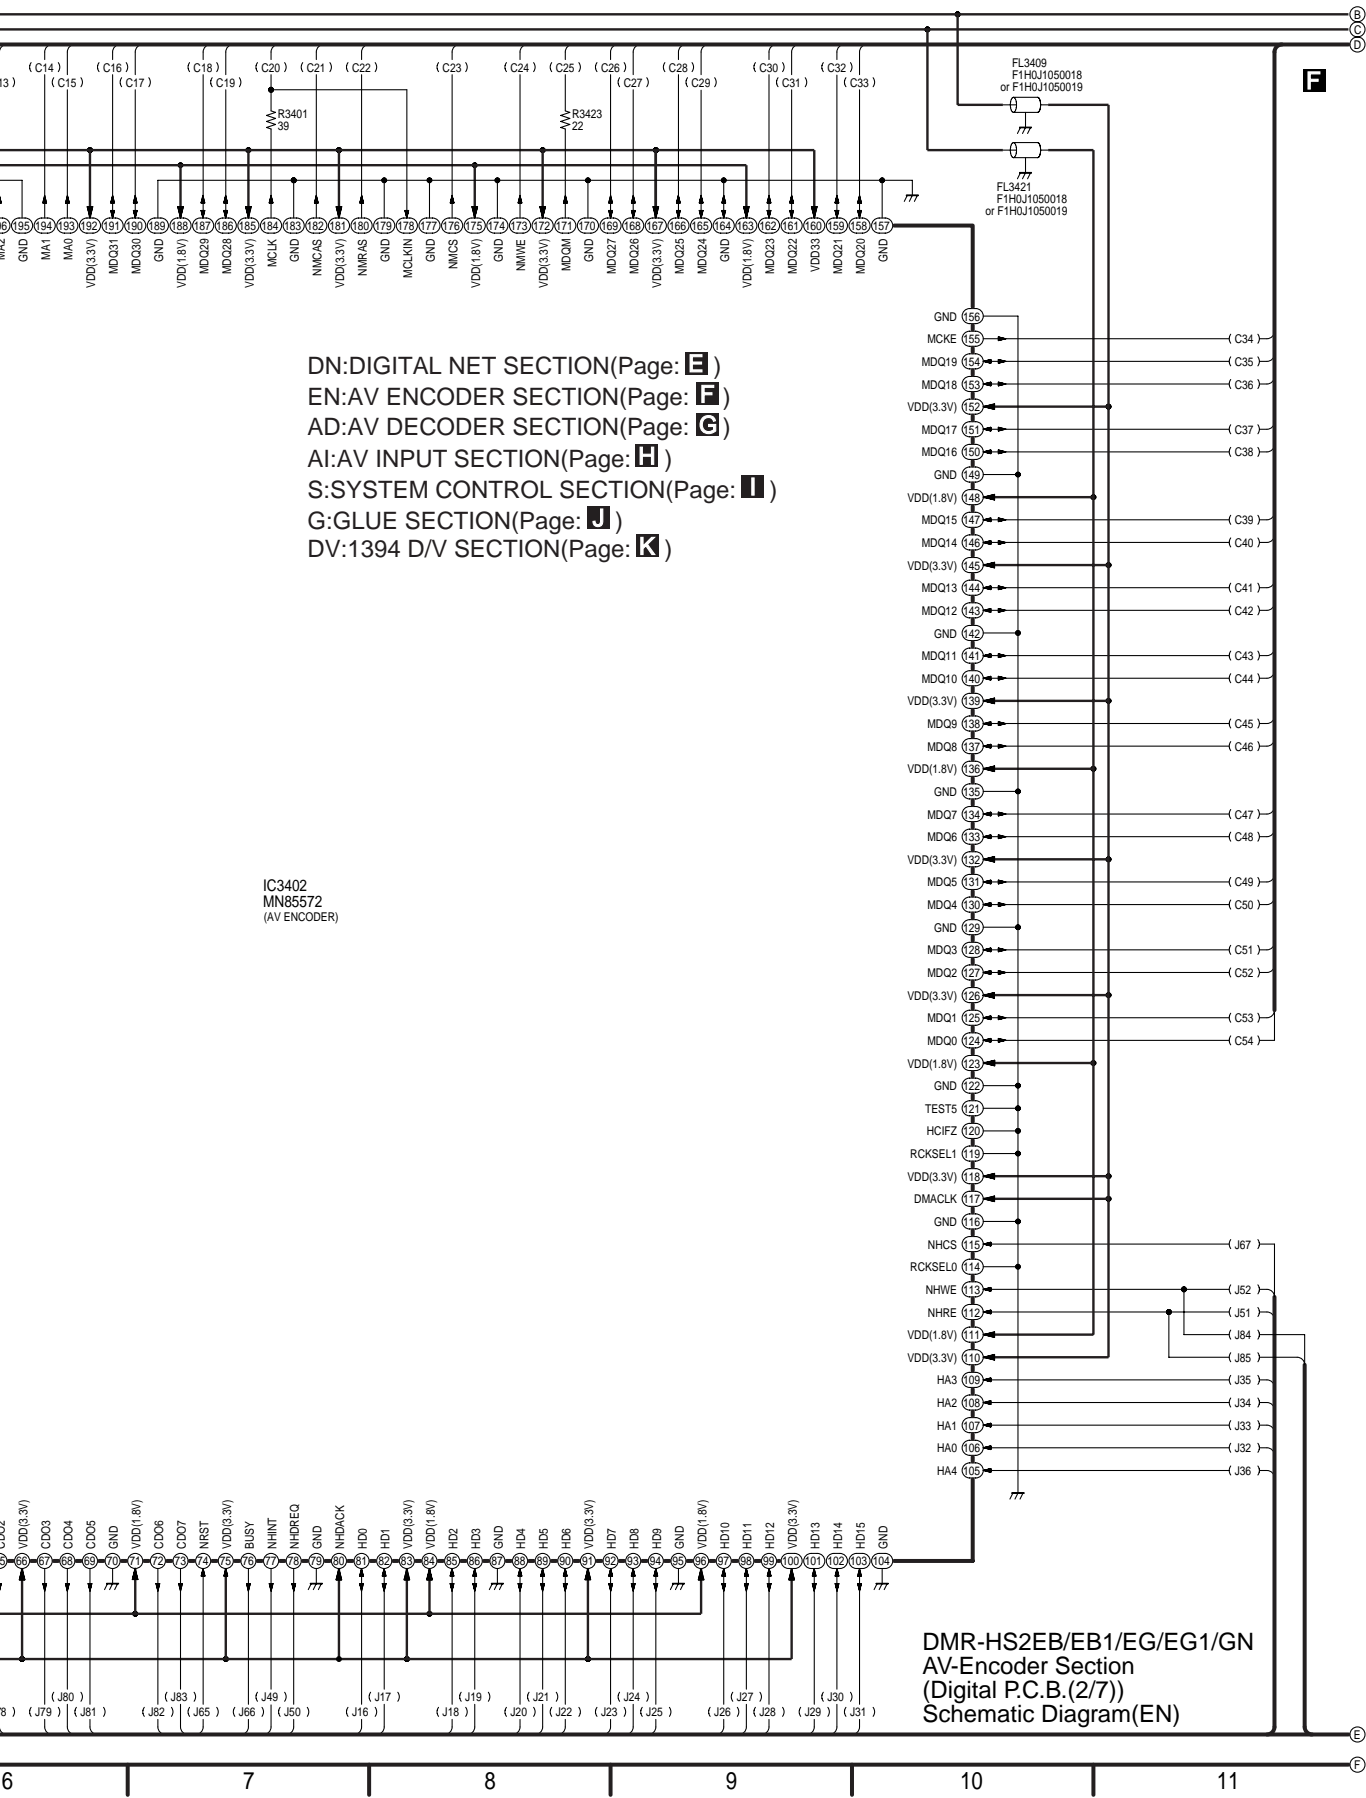 B
C
D
13)
( C14 )
( C15 )
( C16 )
( C17 )
( C18 )
( C19 )
( C20 )
( C21 )
( C22 )
( C23 )
( C24 )
( C25 )
( C26 )
( C27 )
( C28 )
( C29 )
( C30 )
( C31 )
( C32 )
( C33 )
FL3409
F1H0J1050018
or F1H0J1050019
F
R3401
39
R3423
22
FL3421
F1H0J1050018
or F1H0J1050019
96 MA2
195 GND
194 MA1
193 MA0
192 VDD(3.3V)
191 MDQ31
190 MDQ30
189 GND
188 VDD(1.8V)
187 MDQ29
186 MDQ28
185 VDD(3.3V)
184 MCLK
183 GND
182 NMCAS
181 VDD(3.3V)
180 NMRAS
179 GND
178 MCLKIN
177 GND
176 NMCS
175 VDD(1.8V)
174 GND
173 NMWE
172 VDD(3.3V)
171 MDQM
170 GND
169 MDQ27
168 MDQ26
167 VDD(3.3V)
166 MDQ25
165 MDQ24
164 GND
163 VDD(1.8V)
162 MDQ23
161 MDQ22
160 VDD33
159 MDQ21
158 MDQ20
157 GND
DN:DIGITAL NET SECTION(Page: E )
EN:AV ENCODER SECTION(Page: F )
AD:AV DECODER SECTION(Page: G )
AI:AV INPUT SECTION(Page: H )
S:SYSTEM CONTROL SECTION(Page: I )
G:GLUE SECTION(Page: J )
DV:1394 D/V SECTION(Page: K )
GND 156
MCKE 155 ( C34 )
MDQ19 154 ( C35 )
MDQ18 153 ( C36 )
VDD(3.3V) 152
MDQ17 151 ( C37 )
MDQ16 150 ( C38 )
GND 149
VDD(1.8V) 148
MDQ15 147 ( C39 )
MDQ14 146 ( C40 )
VDD(3.3V) 145
MDQ13 144 ( C41 )
MDQ12 143 ( C42 )
GND 142
MDQ11 141 ( C43 )
MDQ10 140 ( C44 )
VDD(3.3V) 139
MDQ9 138 ( C45 )
MDQ8 137 ( C46 )
VDD(1.8V) 136
GND 135
MDQ7 134 ( C47 )
MDQ6 133 ( C48 )
VDD(3.3V) 132
MDQ5 131 ( C49 )
MDQ4 130 ( C50 )
GND 129
MDQ3 128 ( C51 )
MDQ2 127 ( C52 )
VDD(3.3V) 126
MDQ1 125 ( C53 )
MDQ0 124 ( C54 )
VDD(1.8V) 123
GND 122
TEST5 121
HCIFZ 120
RCKSEL1 119
VDD(3.3V) 118
DMACLK 117
GND 116
NHCS 115 ( J67 )
RCKSEL0 114
NHWE 113 ( J52 )
NHRE 112 ( J51 )
VDD(1.8V) 111 ( J84 )
VDD(3.3V) 110 ( J85 )
HA3 109 ( J35 )
HA2 108 ( J34 )
HA1 107 ( J33 )
HA0 106 ( J32 )
HA4 105 ( J36 )
IC3402
MN85572
(AV ENCODER)
CDO2 65
VDD(3.3V) 66
CDO3 67
CDO4 68
CDO5 69
GND 70
VDD(1.8V) 71
CDO6 72
CDO7 73
NRST 74
VDD(3.3V) 75
BUSY 76
NHINT 77
NHDREQ 78
GND 79
NHDACK 80
HD0 81
HD1 82
VDD(3.3V) 83
VDD(1.8V) 84
HD2 85
HD3 86
GND 87
HD4 88
HD5 89
HD6 90
VDD(3.3V) 91
HD7 92
HD8 93
HD9 94
GND 95
VDD(1.8V) 96
HD10 97
HD11 98
HD12 99
VDD(3.3V) 100
HD13 101
HD14 102
HD15 103
GND 104
78 )
( J79 )
( J80 )
( J81 )
( J82 )
( J83 )
( J65 )
( J66 )
( J49 )
( J50 )
( J16 )
( J17 )
( J18 )
( J19 )
( J20 )
( J21 )
( J22 )
( J23 )
( J24 )
( J25 )
( J26 )
( J27 )
( J28 )
( J29 )
( J30 )
( J31 )
DMR-HS2EB/EB1/EG/EG1/GN
AV-Encoder Section
(Digital P.C.B.(2/7))
Schematic Diagram(EN)
E
F
6 7 8 9 10 11